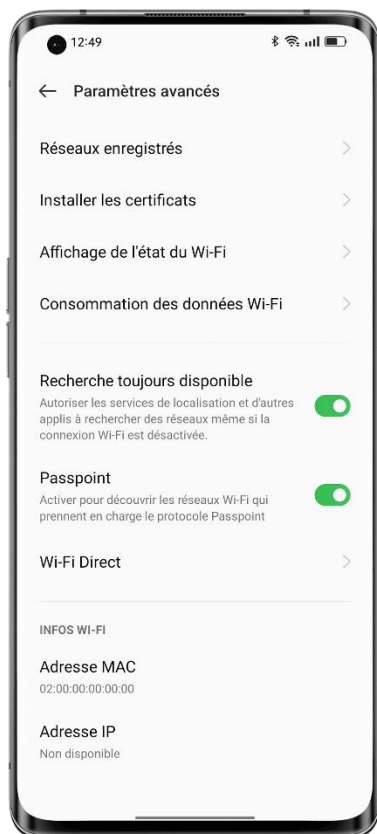 12:49
Paramètres avancés
Réseaux enregistrés
Installer les certificats
Affichage de l'état du Wi-Fi
Consommation des données Wi-Fi
Recherche toujours disponible
Autoriser les services de localisation et d'autres
applis à rechercher des réseaux même si la
connexion Wi-Fi est désactivée.
Passpoint
Activer pour découvrir les réseaux Wi-Fi qui
prennent en charge le protocole Passpoint
Wi-Fi Direct
INFOS WI-FI
Adresse MAC
02:00:00:00:00:00
Adresse IP
Non disponible